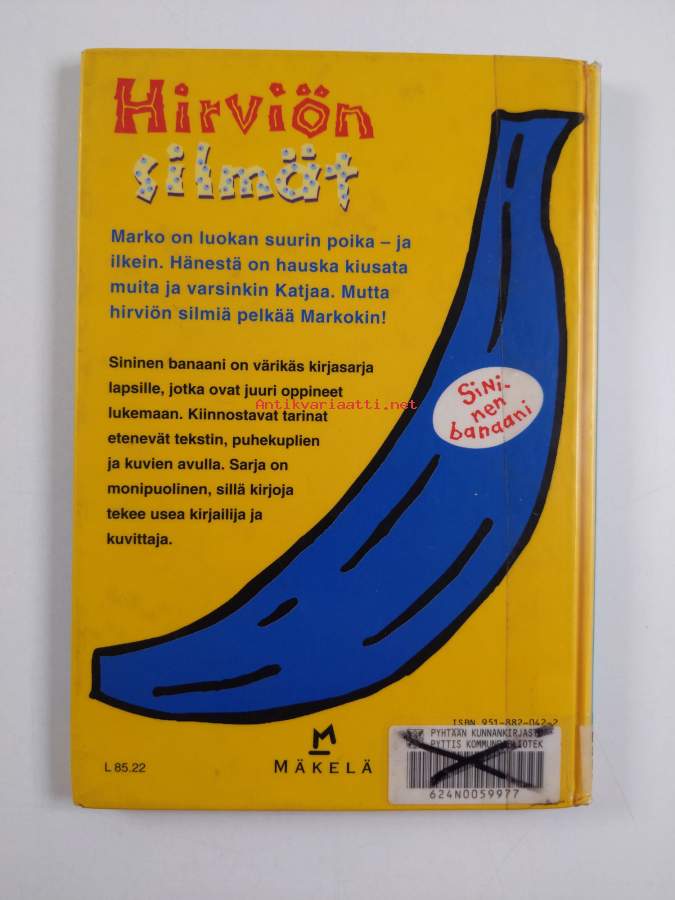 Hirviön
silmät
Marko on luokan suurin poika – ja
ilkein. Hänestä on hauska kiusata
muita ja varsinkin Katjaa. Mutta
hirviön silmiä pelkää Markokin!
Sininen banaani on värikäs kirjasarja
lapsille, jotka ovat juuri oppineet
lukemaan. Kiinnostavat tarinat
etenevät tekstin, puhekuplien
ja kuvien avulla. Sarja on
monipuolinen, sillä kirjoja
tekee usea kirjailija ja
kuvittaja.
Antikvariaatti.net
Sini-
nen
banaani
ISBN 951-882-042-2
PYHTÄÄN KUNNANKIRJASTO
PYTTIS KOMMUNBIBLIOTEK
624N0059977
M
MÄKELÄ
L 85.22